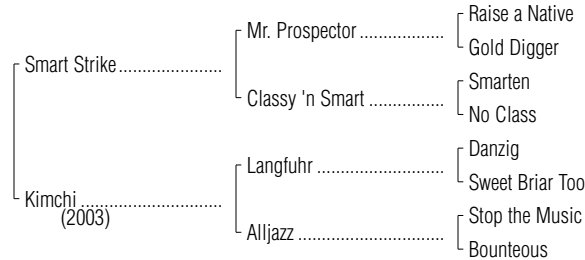 Raise a Native
Mr. Prospector ..................
Gold Digger
Smart Strike ......................
Smarten
Classy 'n Smart ................
No Class
Danzig
Langfuhr ...........................
Sweet Briar Too
Kimchi ..............................
(2003)
Stop the Music
Alljazz ...............................
Bounteous